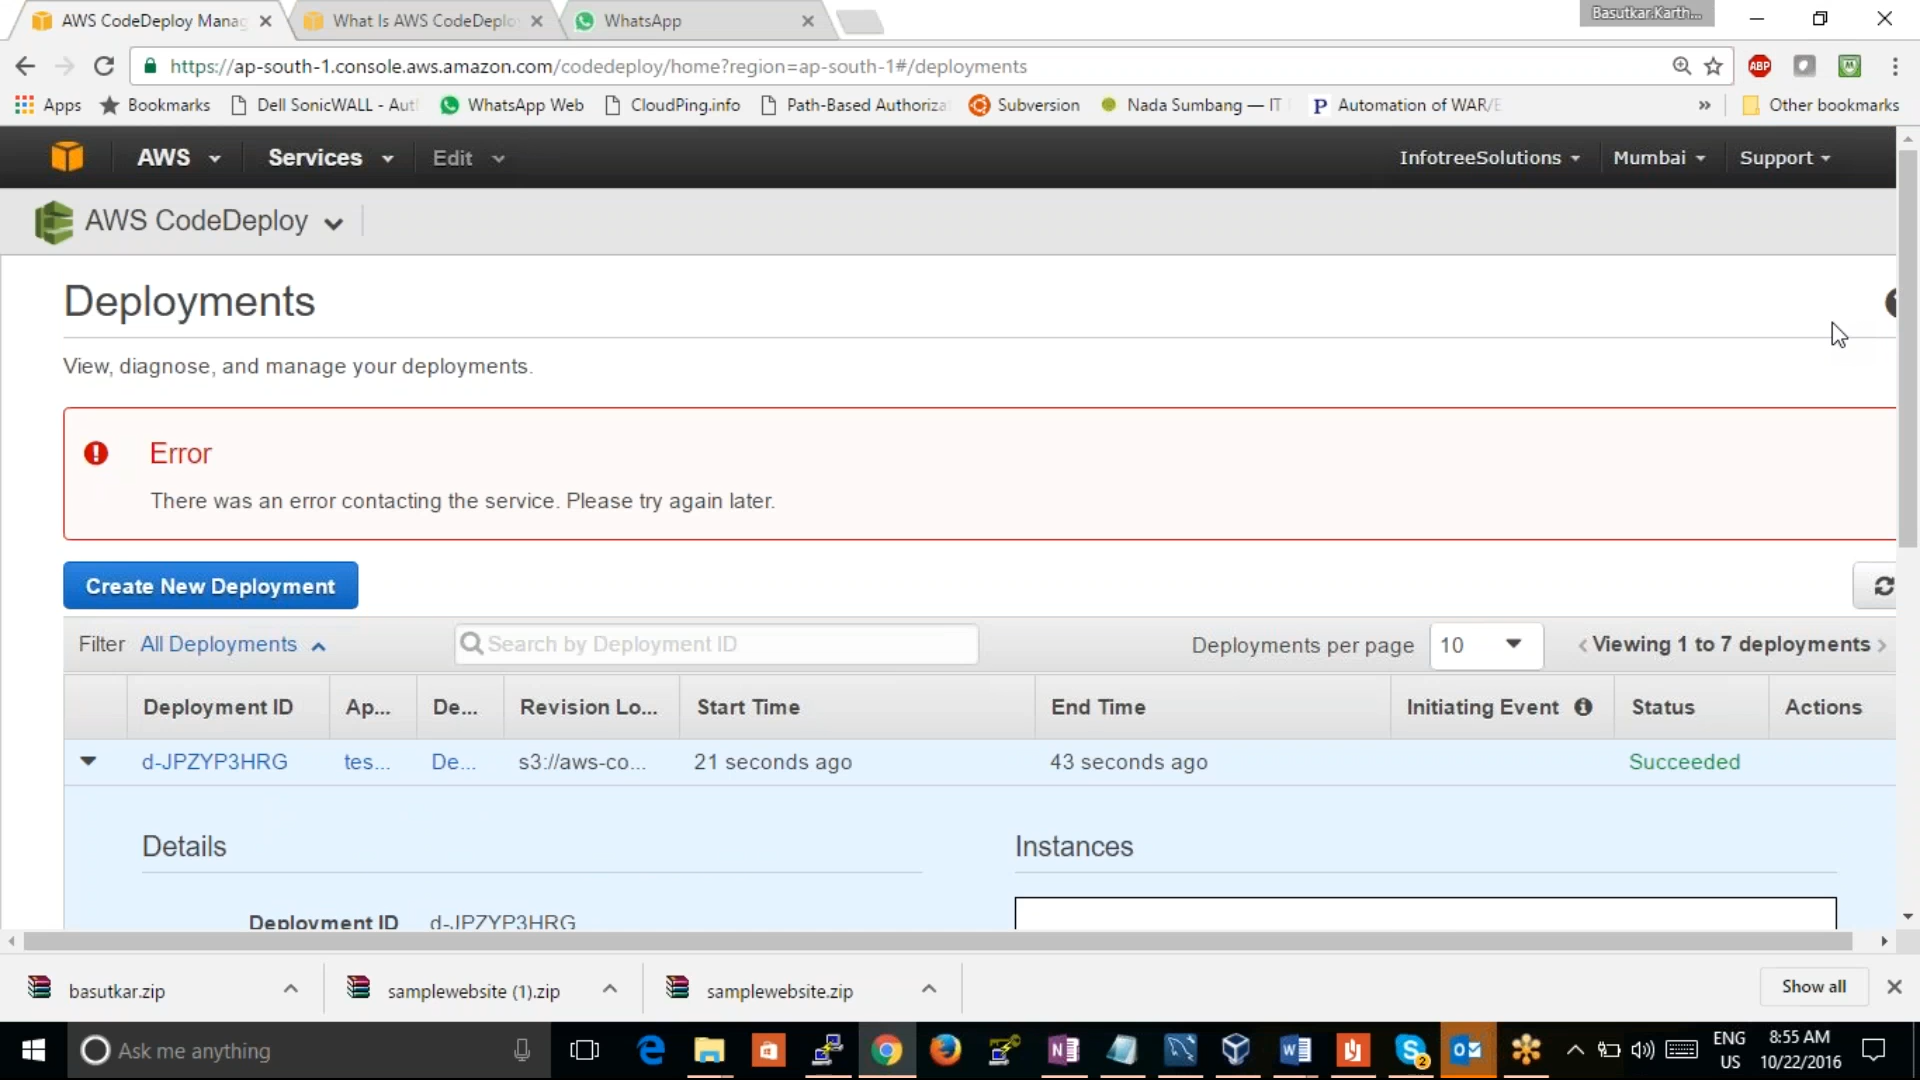 AWS CodeDeploy Mana
What Is AWS CodeDeplo
WhatsApp
Basutkar.Karth...
https://ap-south-1.console.aws.amazon.com/codedeploy/home?region=ap-south-1#/deployments
ABP
Apps
Bookmarks
Dell SonicWALL - Aut
WhatsApp Web
CloudPing.info
Path-Based Authoriza
Subversion
Nada Sumbang — IT
Automation of WAR/E
»
Other bookmarks
AWS
Services
Edit
InfotreeSolutions
Mumbai
Support
AWS CodeDeploy
Deployments
View, diagnose, and manage your deployments.
Error
There was an error contacting the service. Please try again later.
Create New Deployment
Filter All Deployments
Search by Deployment ID
Deployments per page
10
Viewing 1 to 7 deployments
Deployment ID Ap... De... Revision Lo... Start Time End Time Initiating Event Status Actions
d-JPZYP3HRG tes... De... s3://aws-co... 21 seconds ago 43 seconds ago Succeeded
Details
Instances
Deployment ID d-JPZYP3HRG
basutkar.zip
samplewebsite (1).zip
samplewebsite.zip
Show all
Ask me anything
2
ENG
US
8:55 AM
10/22/2016